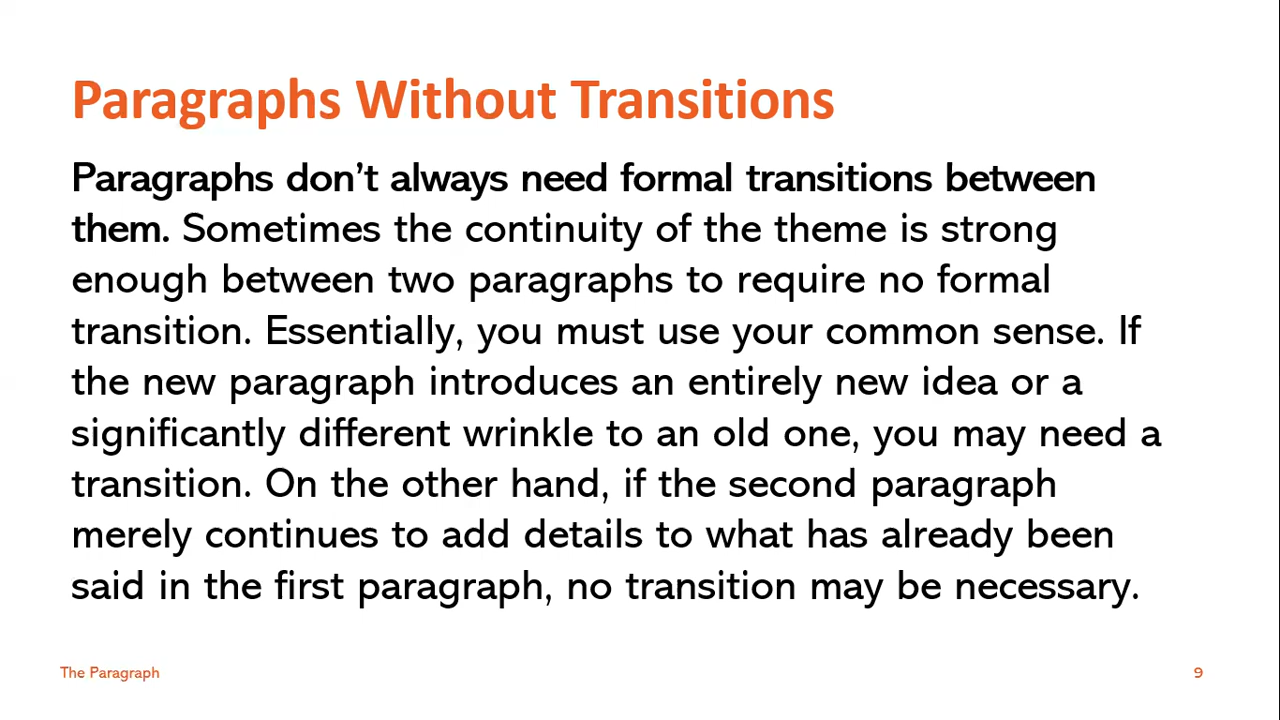 Paragraphs Without Transitions
Paragraphs don’t always need formal transitions between
them. Sometimes the continuity of the theme is strong
enough between two paragraphs to require no formal
transition. Essentially, you must use your common sense. If
the new paragraph introduces an entirely new idea or a
significantly different wrinkle to an old one, you may need a
transition. On the other hand, if the second paragraph
merely continues to add details to what has already been
said in the first paragraph, no transition may be necessary.
The Paragraph
9